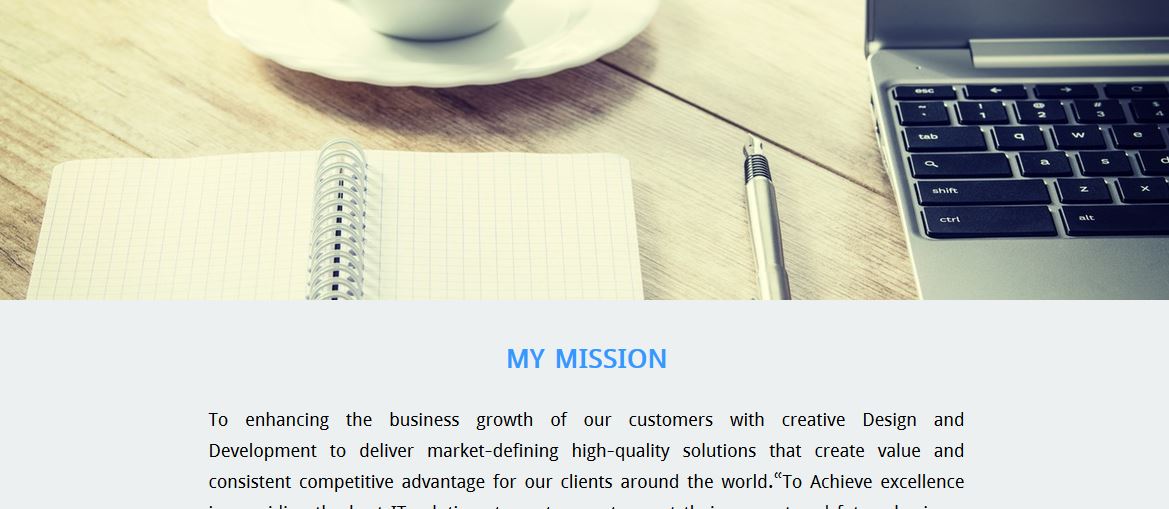 esc
~ ! @ # $
` 1 2 3 4
tab q w e
a s d
shift z x
ctrl alt
MY MISSION
To enhancing the business growth of our customers with creative Design and
Development to deliver market-defining high-quality solutions that create value and
consistent competitive advantage for our clients around the world.“To Achieve excellence